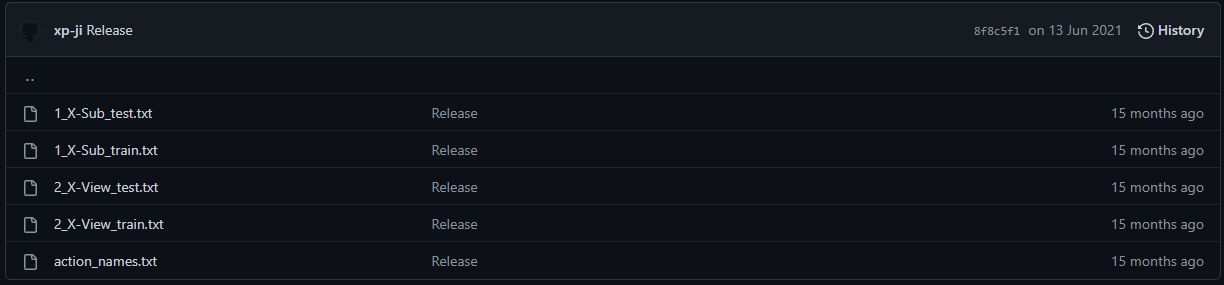 xp-ji Release 8f8c5f1 on 13 Jun 2021 History
..
1_X-Sub_test.txt Release 15 months ago
1_X-Sub_train.txt Release 15 months ago
2_X-View_test.txt Release 15 months ago
2_X-View_train.txt Release 15 months ago
action_names.txt Release 15 months ago